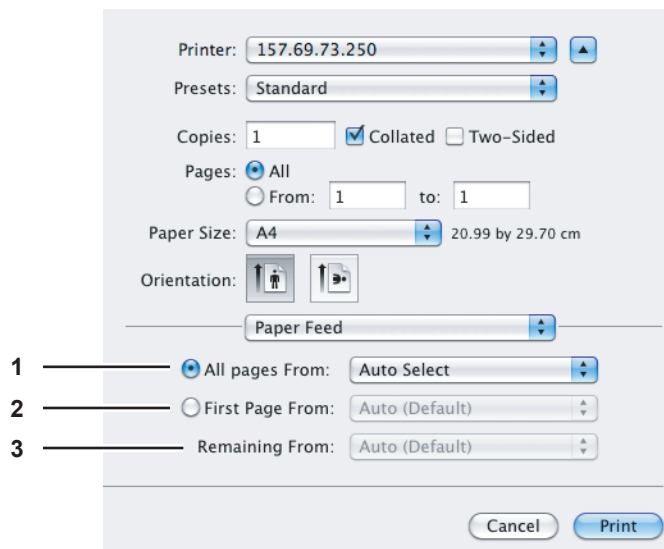 Printer: 157.69.73.250
Presets: Standard
Copies: 1 Collated Two-Sided
Pages: All
From: 1 to: 1
Paper Size: A4 20.99 by 29.70 cm
Orientation:
Paper Feed
1 All pages From: Auto Select
2 First Page From: Auto (Default)
3 Remaining From: Auto (Default)
Cancel Print